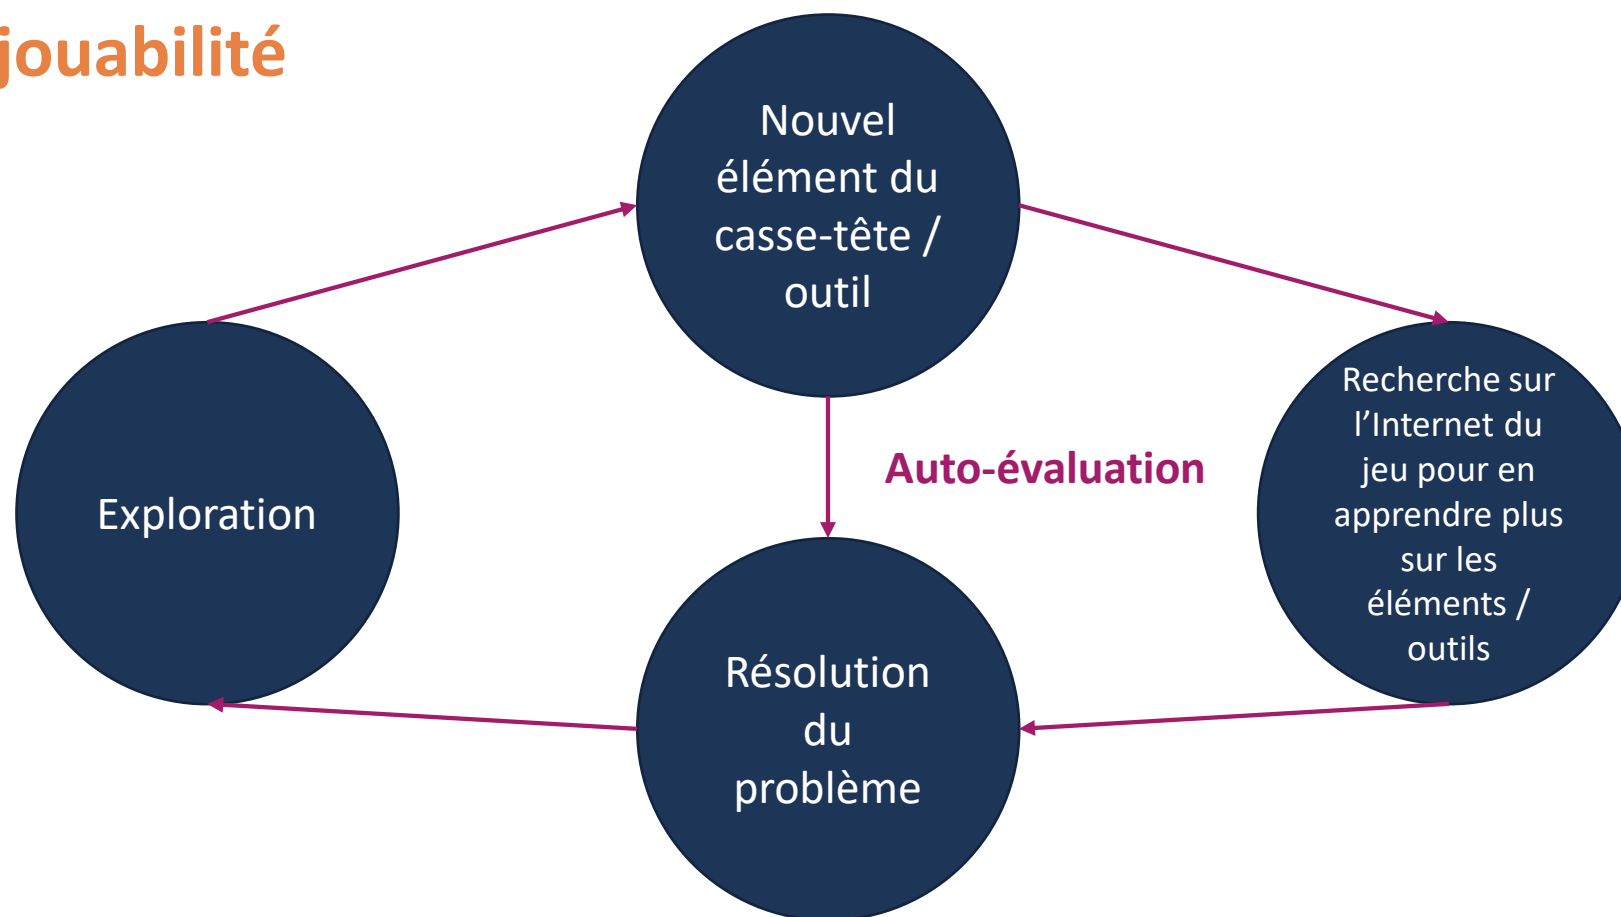 jouabilité
Nouvel
élément du
casse-tête /
outil
Recherche sur
l’Internet du
jeu pour en
apprendre plus
sur les
éléments /
outils
Auto-évaluation
Exploration
Résolution
du
problème